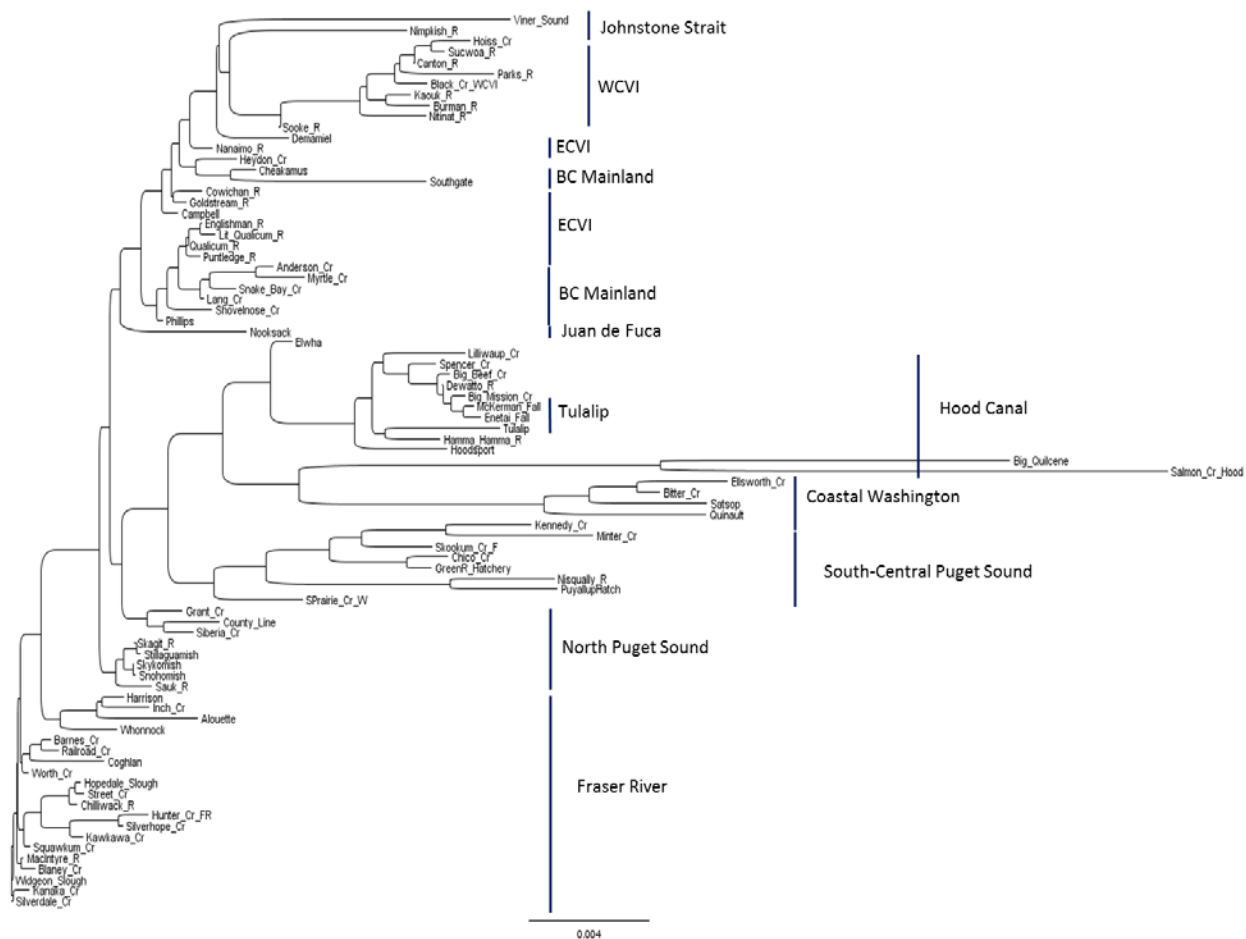 Viner_Sound
Johnstone Strait
Nimpkish_R
Hoiss_Cr
Sucwoa_R
Canton_R
Parks_R
Black_Cr_WCVI
WCVI
Kaouk_R
Burman_R
Nitinat_R
Sooke_R
Demamiel
Nanaimo_R
ECVI
Heydon_Cr
Cheakamus
Southgate
BC Mainland
Cowichan_R
Goldstream_R
Campbell
Englishman_R
ECVI
Lit_Qualicum_R
Qualicum_R
Puntledge_R
Anderson_Cr
Myrtle_Cr
Snake_Bay_Cr
BC Mainland
Lang_Cr
Shovelnose_Cr
Phillips
Nooksack
Juan de Fuca
Elwha
Lilliwaup_Cr
Spencer_Cr
Big_Beef_Cr
Dewatto_R
Big_Mission_Cr
McKerman_Fall
Hood Canal
Tulalip
Enetai_Fall
Tulalip
Hamma_Hamma_R
Hoodsport
Big_Quilcene
Salmon_Cr_Hood
Ellsworth_Cr
Bitter_Cr
Coastal Washington
Satsop
Quinault
Kennedy_Cr
Minter_Cr
Skookum_Cr_F
Chico_Cr
GreenR_Hatchery
South-Central Puget Sound
Nisqually_R
PuyallupHatch
SPrairie_Cr_W
Grant_Cr
County_Line
Siberia_Cr
Skagit_R
North Puget Sound
Stillaguamish
Skykomish
Snohomish
Sauk_R
Harrison
Inch_Cr
Alouette
Whonnock
Barnes_Cr
Railroad_Cr
Coghlan
Worth_Cr
Hopedale_Slough
Fraser River
Street_Cr
Chilliwack_R
Hunter_Cr_FR
Silverhope_Cr
Kawkawa_Cr
Squawkum_Cr
MacIntyre_R
Blaney_Cr
Widgeon_Slough
Kanaka_Cr
Silverdale_Cr
0.004